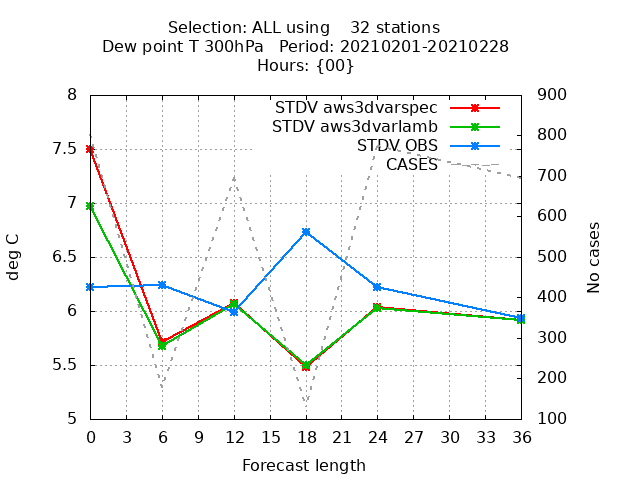 Selection: ALL using    32 stations
Dew point T 300hPa   Period: 20210201-20210228
Hours: {00}
STDV aws3dvarspec
STDV aws3dvarlamb
STDV OBS
CASES
deg C
8
7.5
7
6.5
6
5.5
5
900
800
700
600
500
400
300
200
100
No cases
0 3 6 9 12 15 18 21 24 27 30 33 36
Forecast length